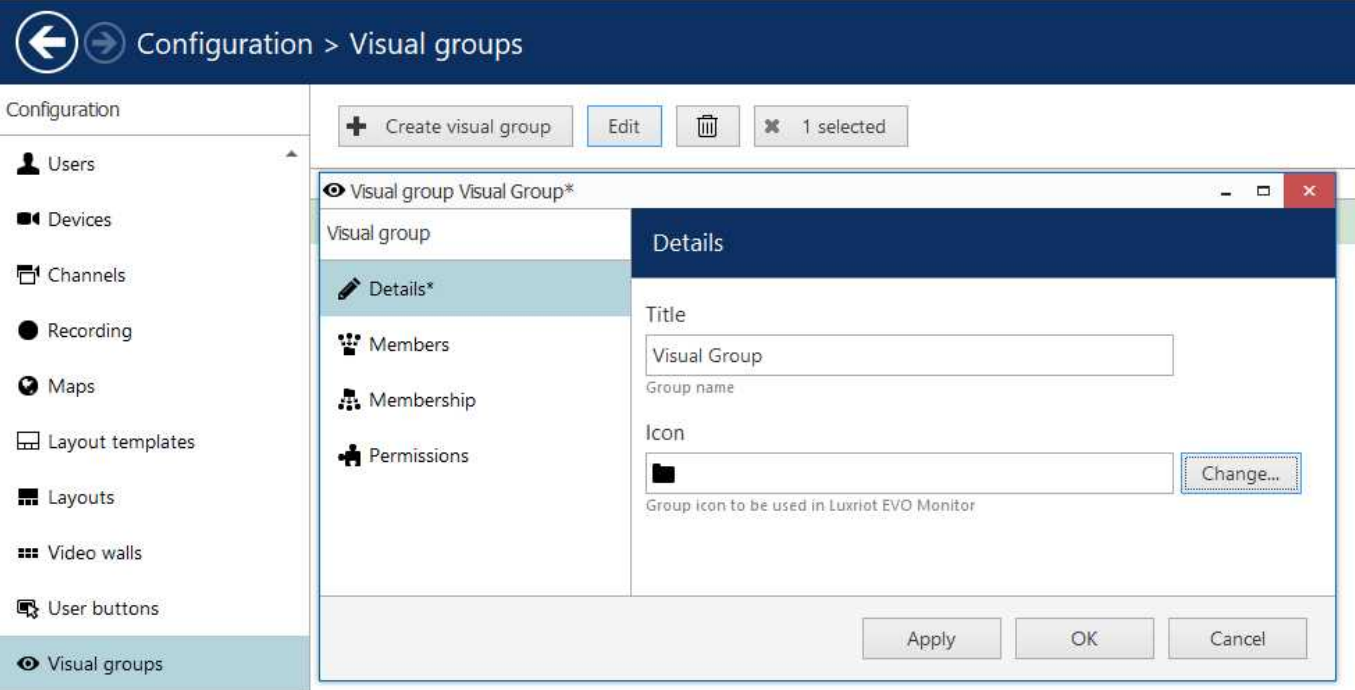 Configuration > Visual groups
Configuration
Users
Devices
Channels
Recording
Maps
Layout templates
Layouts
Video walls
User buttons
Visual groups
Create visual group
Edit
1 selected
Visual group Visual Group*
Visual group
Details*
Members
Membership
Permissions
Details
Title
Visual Group
Group name
Icon
Change...
Group icon to be used in Luxriot EVO Monitor
Apply
OK
Cancel